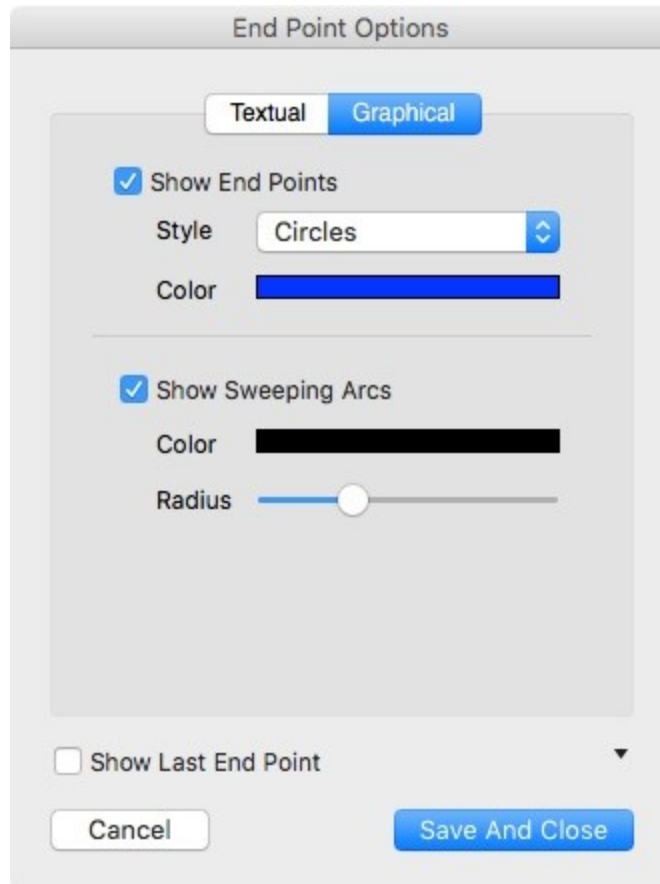 End Point Options
Textual Graphical
Show End Points
Style Circles
Color
Show Sweeping Arcs
Color
Radius
Show Last End Point
Cancel Save And Close